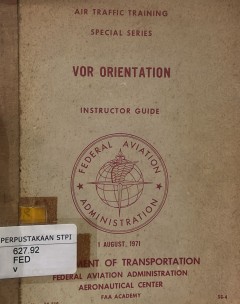 AIR TRAFFIC TRAINING
SPECIAL SERIES
VOR ORIENTATION
INSTRUCTOR GUIDE
FEDERAL AVIATION
ADMINISTRATION
1 AUGUST, 1971
PERPUSTAKAAN STPI
627.92
FED
v
MENT OF TRANSPORTATION
FEDERAL AVIATION ADMINISTRATION
AERONAUTICAL CENTER
FAA ACADEMY